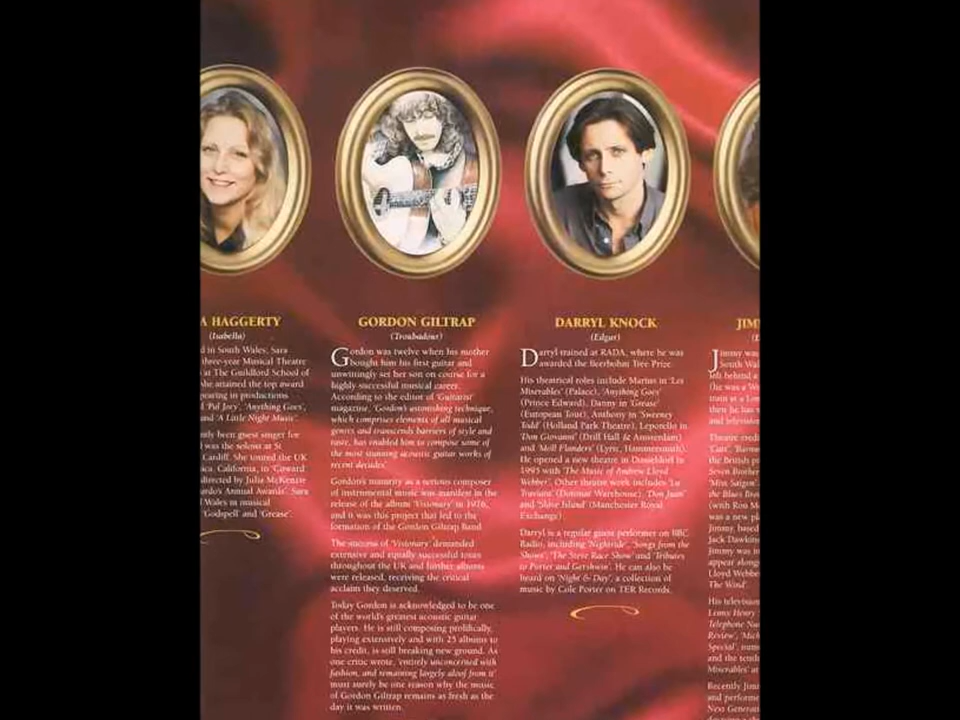 A HAGGERTY
(Isabella)
d in South Wales, Sara
three-year Musical Theatre
at The Guildford School of
she attained the top award
pearing in productions
f 'Pal Joey', 'Anything Goes',
and 'A Little Night Music'.
ntly been guest singer for
l was the soloist at St
Cardiff. She toured the UK
ica. California, in 'Coward
directed by Julia McKenzie
ardo's Annual Awards'. Sara
f Wales in musical
'Godspell' and 'Grease'.
GORDON GILTRAP
(Troubadour)
Gordon was twelve when his mother
bought him his first guitar and
unwittingly set her son on course for a
highly successful musical career.
According to the editor of 'Guitarist'
magazine, 'Gordon's astonishing technique,
which comprises elements of all musical
genres and transcends barriers of style and
taste, has enabled him to compose some of
the most stunning acoustic guitar works of
recent decades'.
Gordon's maturity as a serious composer
of instrumental music was manifest in the
release of the album 'Visionary' in 1976,
and it was this project that led to the
formation of the Gordon Giltrap Band.
The success of 'Visionary' demanded
extensive and equally successful tours
throughout the UK and further albums
were released, receiving the critical
acclaim they deserved.
Today Gordon is acknowledged to be one
of the world's greatest acoustic guitar
players. He is still composing prolifically,
playing extensively and with 25 albums to
his credit, is still breaking new ground. As
one critic wrote, 'entirely unconcerned with
fashion, and remaining largely aloof from it'
must surely be one reason why the music
of Gordon Giltrap remains as fresh as the
day it was written.
DARRYL KNOCK
(Edgar)
Darryl trained at RADA, where he was
awarded the Beerbohm Tree Prize.
His theatrical roles include Marius in 'Les
Miserables' (Palace), 'Anything Goes'
(Prince Edward), Danny in 'Grease'
(European Tour), Anthony in 'Sweeney
Todd' (Holland Park Theatre), Leporello in
'Don Giovanni' (Drill Hall & Amsterdam)
and 'Moll Flanders' (Lyric, Hammersmith).
He opened a new theatre in Dusseldorf in
1995 with 'The Music of Andrew Lloyd
Webber'. Other theatre work includes 'La
Traviata' (Donmar Warehouse), 'Don Juan'
and 'Slave Island' (Manchester Royal
Exchange).
Darryl is a regular guest performer on BBC
Radio, including 'Nightride', 'Songs from the
Shows', 'The Steve Race Show' and 'Tributes
to Porter and Gershwin'. He can also be
heard on 'Night & Day', a collection of
music by Cole Porter on TER Records.
JIM
Jimmy was
South Wal
left behind a
(he was a We
train at a Lon
then he has w
and television
Theatre credi
'Cats', 'Barnu
the British p
Seven Brother
'Miss Saigon'
the Blues Bro
(with Ron M
was a new pl
Jimmy, based
Jack Dawkins
Jimmy was in
appear along
Lloyd Webbe
The Wind'.
His television
Lenny Henry
Telephone Nu
Review', 'Mich
Special', num
and the tenth
Miserables' at
Recently Jim
and performe
Next Generat